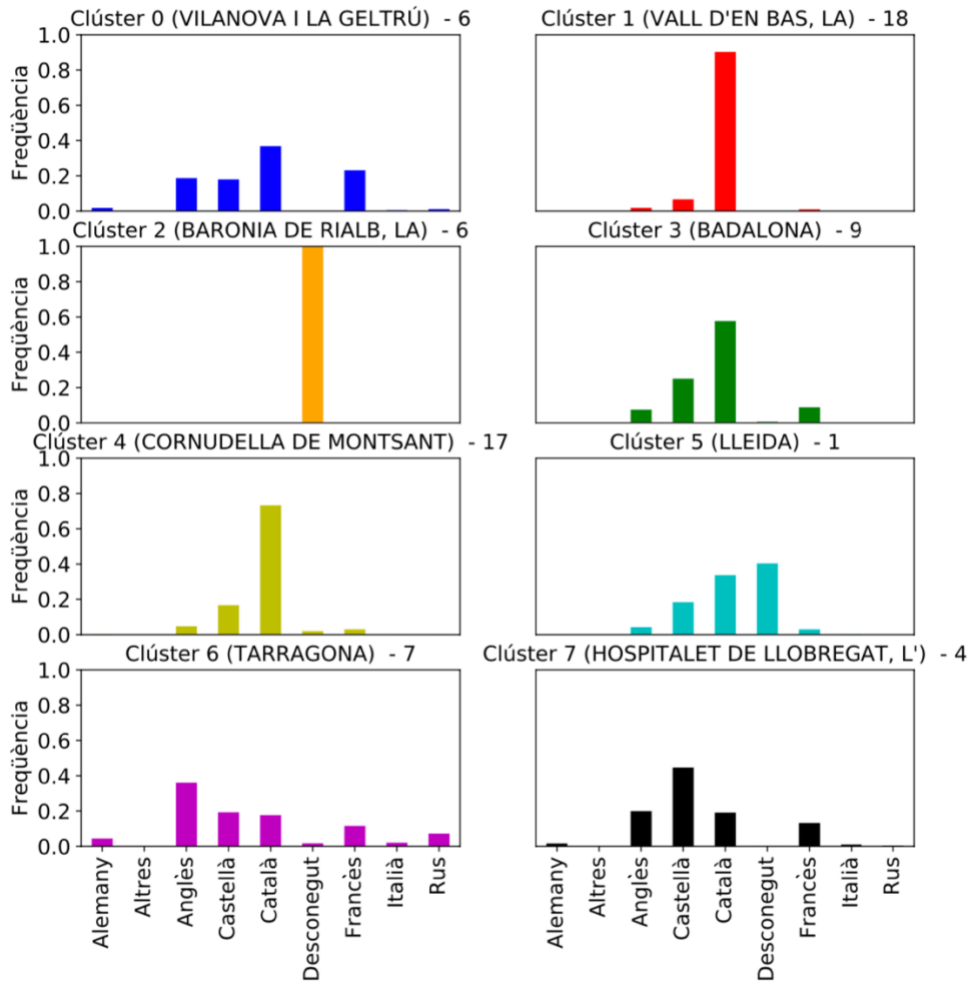 Clúster 0 (VILANOVA I LA GELTRÚ) - 6
Clúster 1 (VALL D'EN BAS, LA) - 18
1.0
0.8
0.6
0.4
0.2
0.0
Freqüència
Clúster 2 (BARONIA DE RIALB, LA) - 6
Clúster 3 (BADALONA) - 9
1.0
0.8
0.6
0.4
0.2
0.0
Freqüència
Clúster 4 (CORNUDELLA DE MONTSANT) - 17
Clúster 5 (LLEIDA) - 1
1.0
0.8
0.6
0.4
0.2
0.0
Freqüència
Clúster 6 (TARRAGONA) - 7
Clúster 7 (HOSPITALET DE LLOBREGAT, L') - 4
1.0
0.8
0.6
0.4
0.2
0.0
Freqüència
Alemany
Altres
Anglès
Castellà
Català
Desconegut
Francès
Italià
Rus
Alemany
Altres
Anglès
Castellà
Català
Desconegut
Francès
Italià
Rus